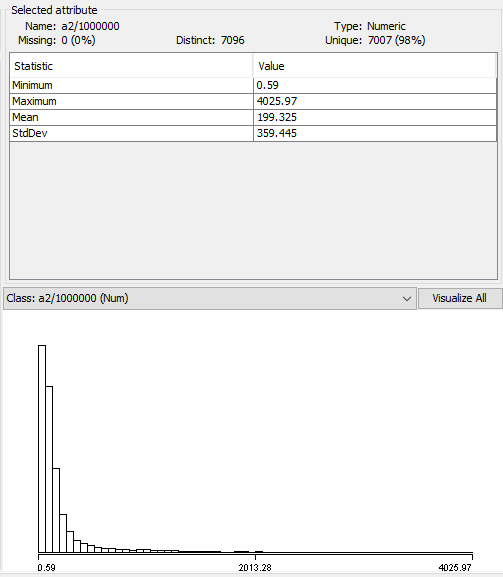 Selected attribute
Name: a2/1000000 Type: Numeric
Missing: 0 (0%) Distinct: 7096 Unique: 7007 (98%)
Statistic Value
Minimum 0.59
Maximum 4025.97
Mean 199.325
StdDev 359.445
Class: a2/1000000 (Num) Visualize All
0.59 2013.28 4025.97